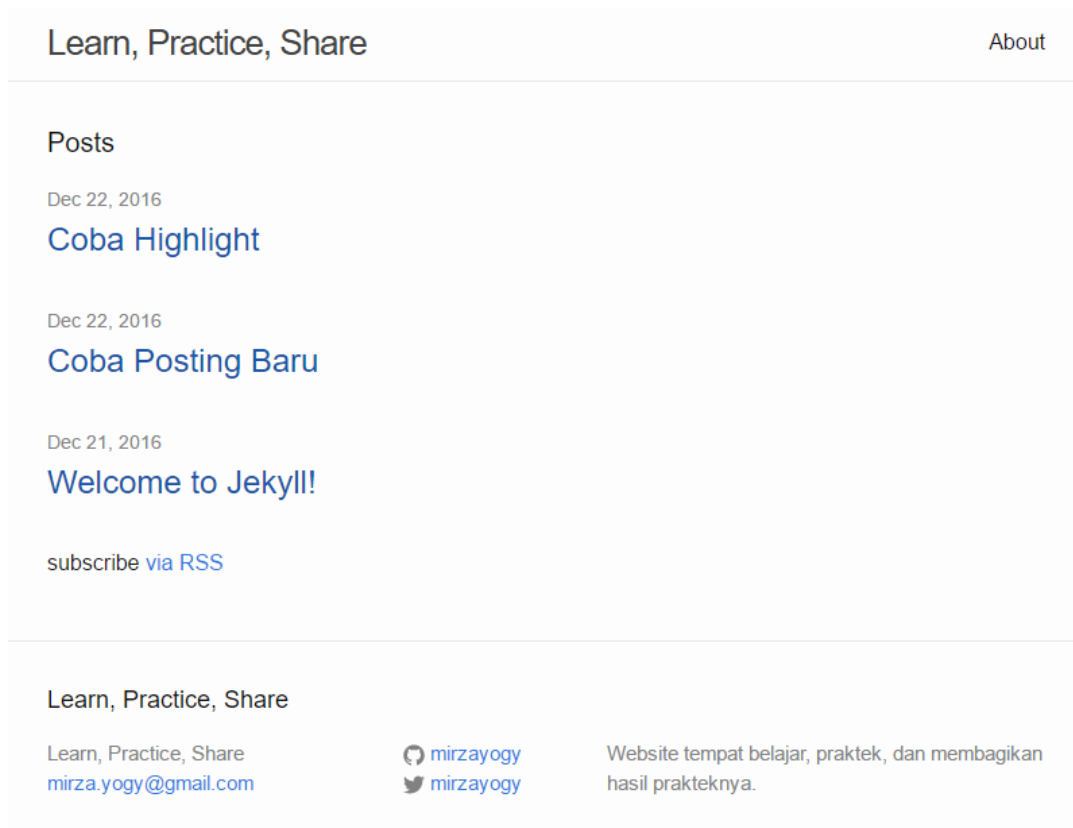 Learn, Practice, Share
About
Posts
Dec 22, 2016
Coba Highlight
Dec 22, 2016
Coba Posting Baru
Dec 21, 2016
Welcome to Jekyll!
subscribe via RSS
Learn, Practice, Share
Learn, Practice, Share
mirza.yogy@gmail.com
mirzayogy
mirzayogy
Website tempat belajar, praktek, dan membagikan
hasil prakteknya.